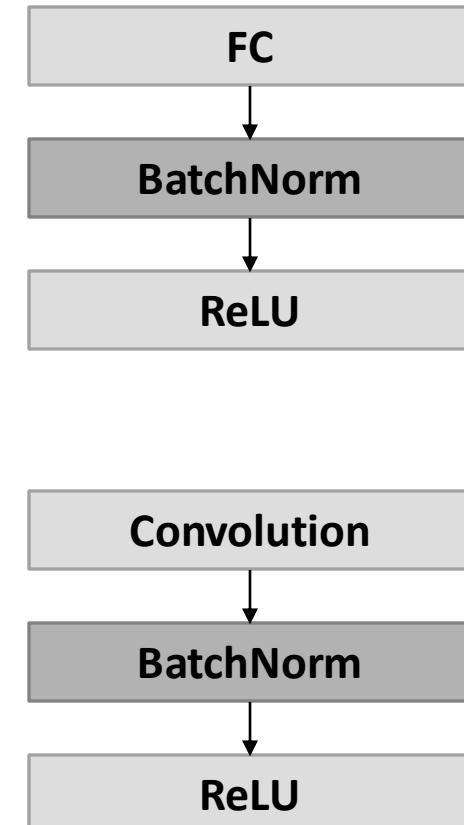 FC
BatchNorm
ReLU
Convolution
BatchNorm
ReLU